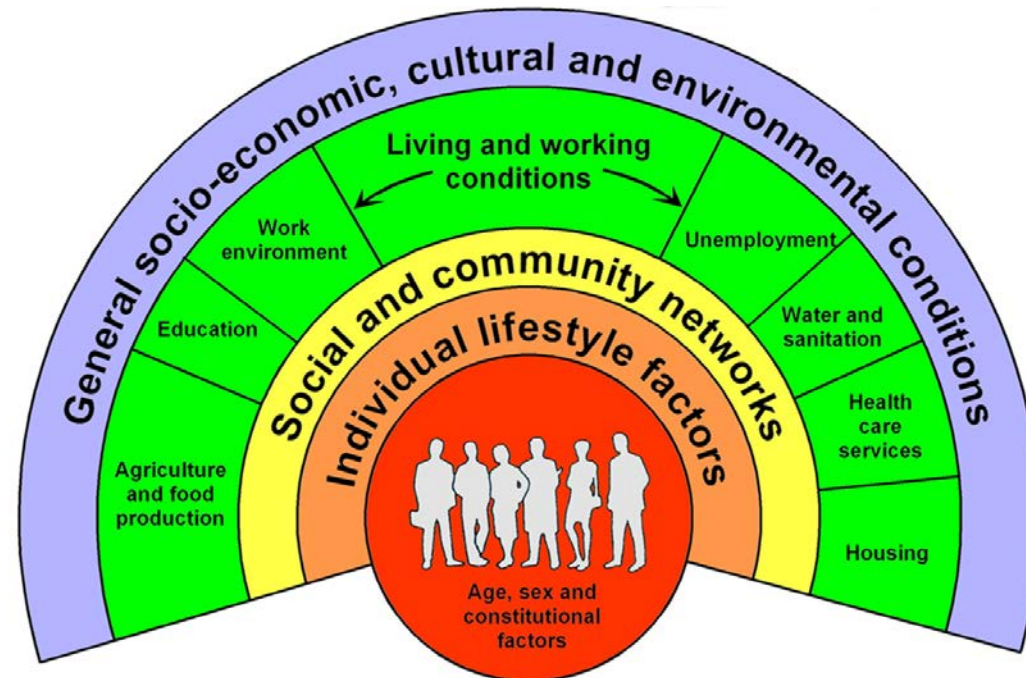 General socio-economic, cultural and environmental conditions
Living and working
conditions
Work
environment
Unemployment
Education
Water and
sanitation
Agriculture
and food
production
Health
care
services
Housing
Social and community networks
Individual lifestyle factors
Age, sex and
constitutional
factors